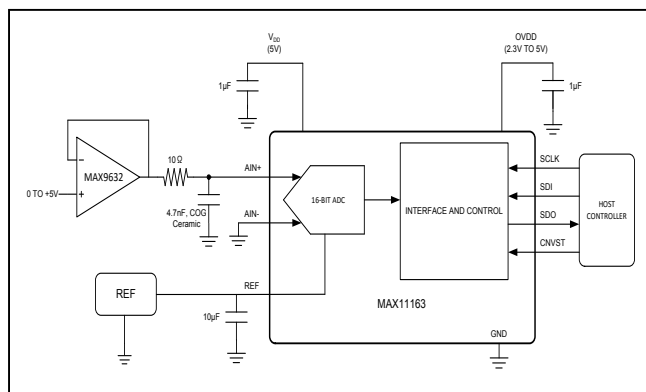 VDD
(5V)
OVDD
(2.3V TO 5V)
1µF
1µF
MAX9632
10Ω
AIN+
0 TO +5V
4.7nF, COG
Ceramic
AIN-
16-BIT ADC
INTERFACE AND CONTROL
SCLK
SDI
SDO
CNVST
HOST
CONTROLLER
REF
REF
10µF
MAX11163
GND